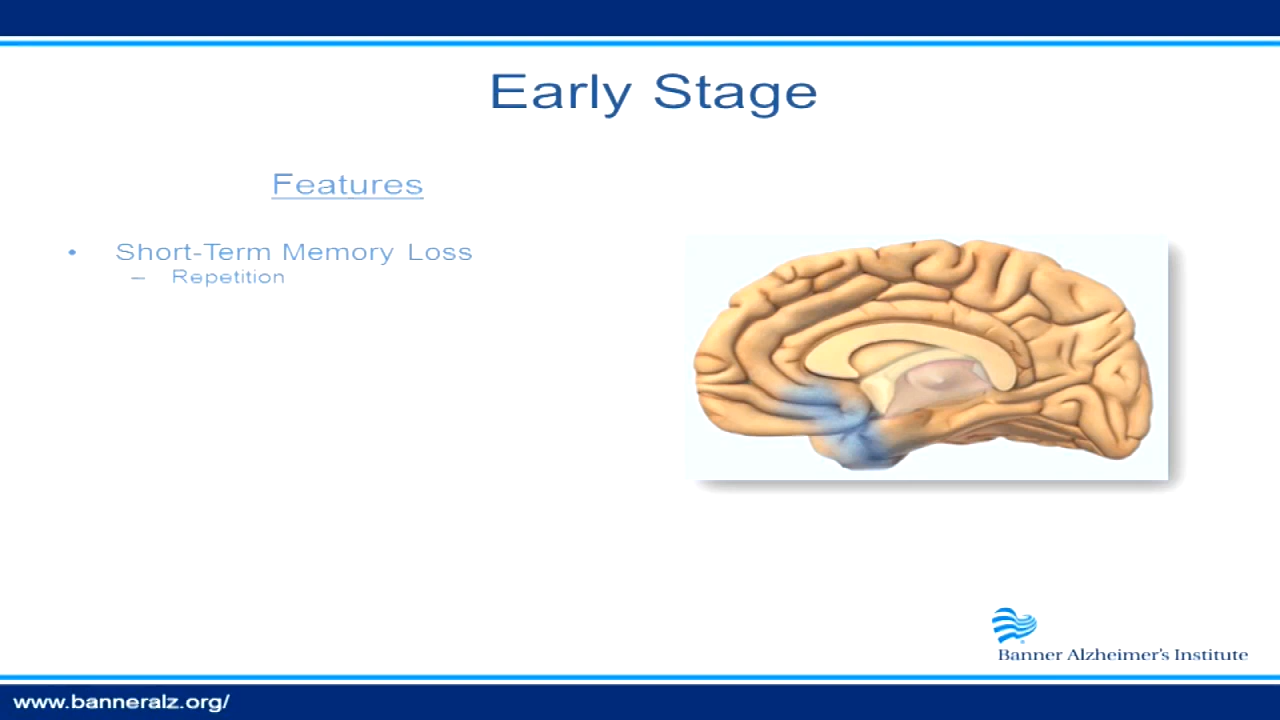 Early Stage
Features
• Short-Term Memory Loss
– Repetition
Banner Alzheimer's Institute
www.banneralz.org/